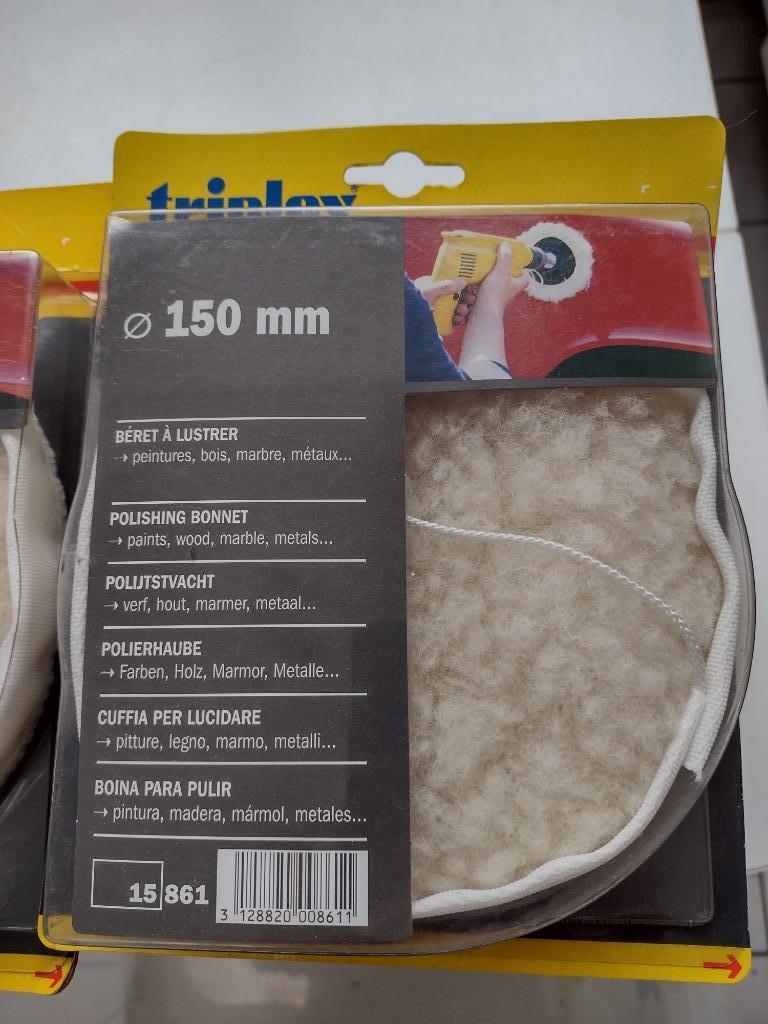 triplex
ø 150 mm
BÉRET À LUSTRER
→ peintures, bois, marbre, métaux...
POLISHING BONNET
→ paints, wood, marble, metals...
POLIJTSTVACHT
→ verf, hout, marmer, metaal...
POLIERHAUBE
→ Farben, Holz, Marmor, Metalle...
CUFFIA PER LUCIDARE
→ pitture, legno, marmo, metalli...
BOINA PARA PULIR
→ pintura, madera, mármol, metales...
15 861
3 128820 008611